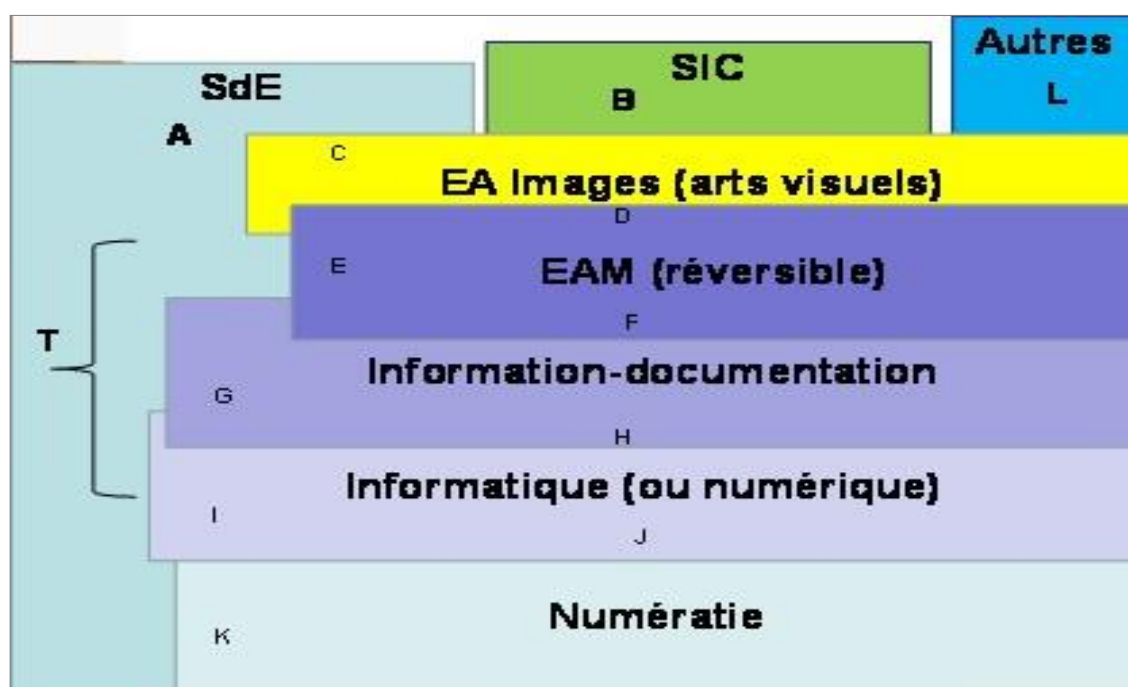 Autres
SIC
SdE
B
L
A
C
EA Images (arts visuels)
D
E
EAM (réversible)
F
T
Information-documentation
G
H
Informatique (ou numérique)
I
J
Numératie
K